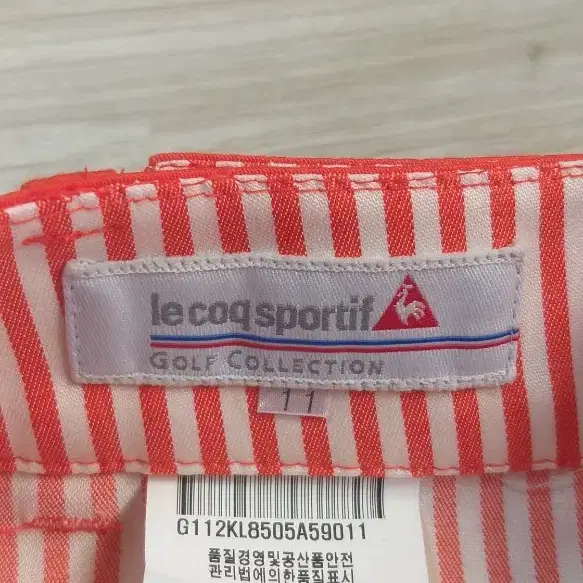 le coq sportif
GOLF COLLECTION
11
G112KL8505A59011
품질경영및공산품안전
관리법에의한품질표시